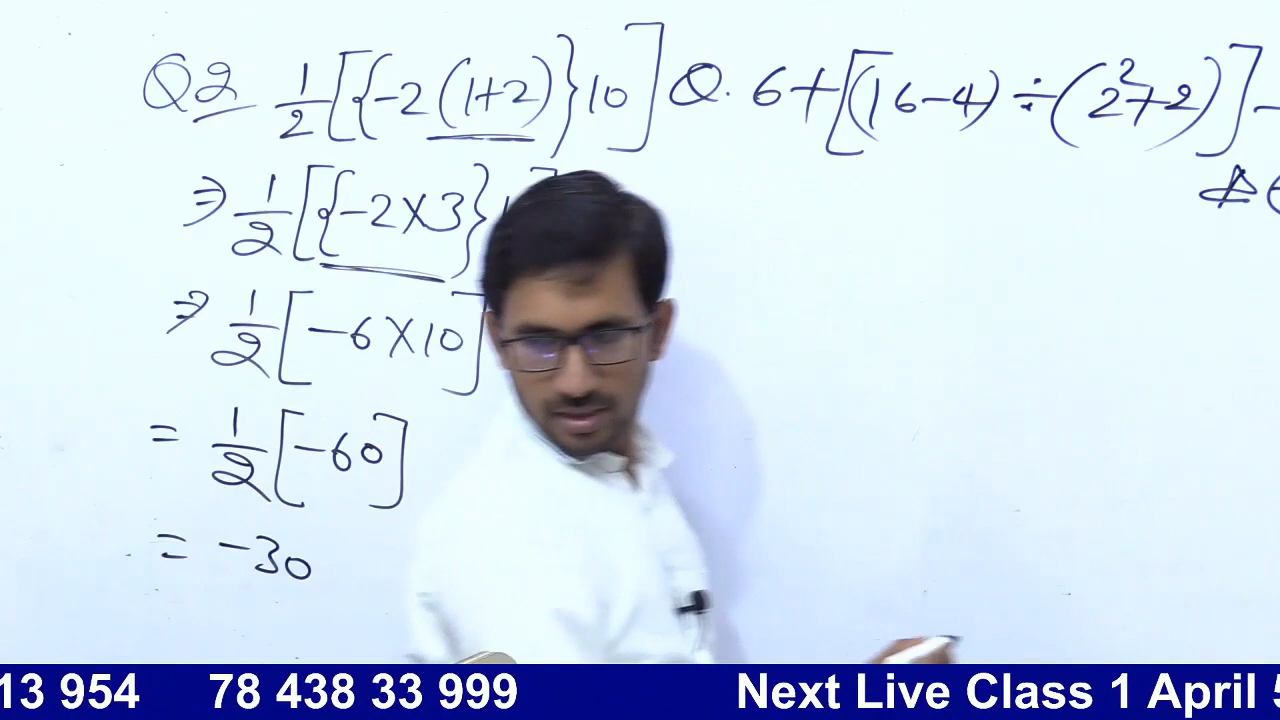 Q2 1/2[{-2(1+2)}10] Q. 6+[(16-4)÷(2²+2)]-
⇒ 1/2[{-2×3}
⇒ 1/2[-6×10]
= 1/2[-60]
= -30
13 954 78 438 33 999 Next Live Class 1 April 5